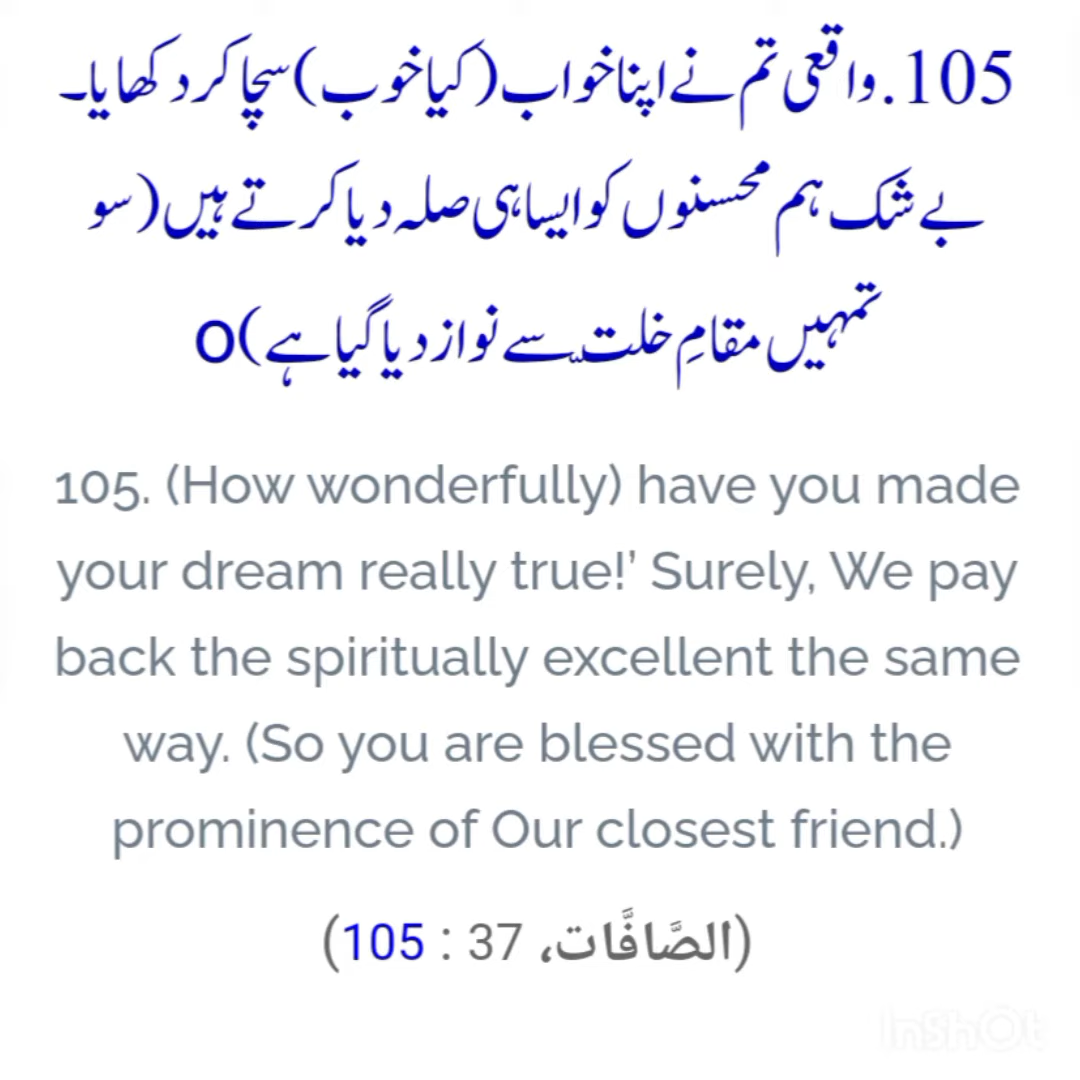 105. واقعی تم نے اپنا خواب (کیا خوب) سچا کر دکھایا۔
بے شک ہم محسنوں کو ایسا ہی صلہ دیا کرتے ہیں (سو
تمہیں مقامِ خلت سے نواز دیا گیا ہے)o
105. (How wonderfully) have you made
your dream really true!’ Surely, We pay
back the spiritually excellent the same
way. (So you are blessed with the
prominence of Our closest friend.)
(الصَّافَّات، 37 : 105)
InShOt